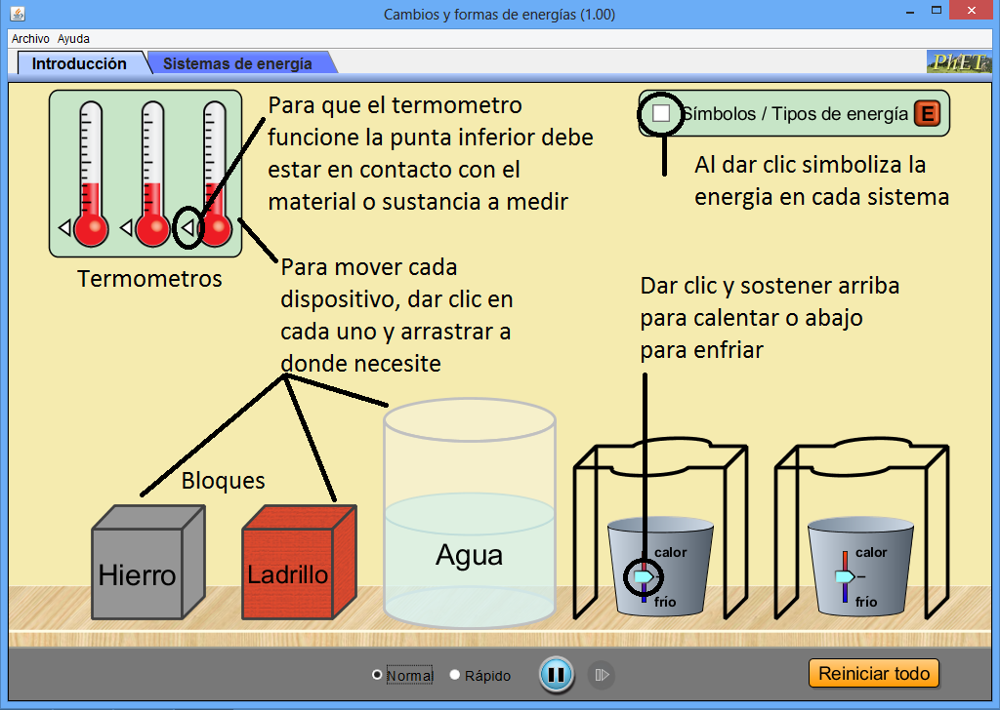 Cambios y formas de energías (1.00)
Archivo Ayuda
Introducción
Sistemas de energía
PhET
Para que el termometro
funcione la punta inferior debe
estar en contacto con el
material o sustancia a medir
Símbolos / Tipos de energía E
Al dar clic simboliza la
energia en cada sistema
Termometros
Para mover cada
dispositivo, dar clic en
cada uno y arrastrar a
donde necesite
Dar clic y sostener arriba
para calentar o abajo
para enfriar
Bloques
Hierro
Ladrillo
Agua
calor
frío
calor
frío
Normal
Rápido
Reiniciar todo